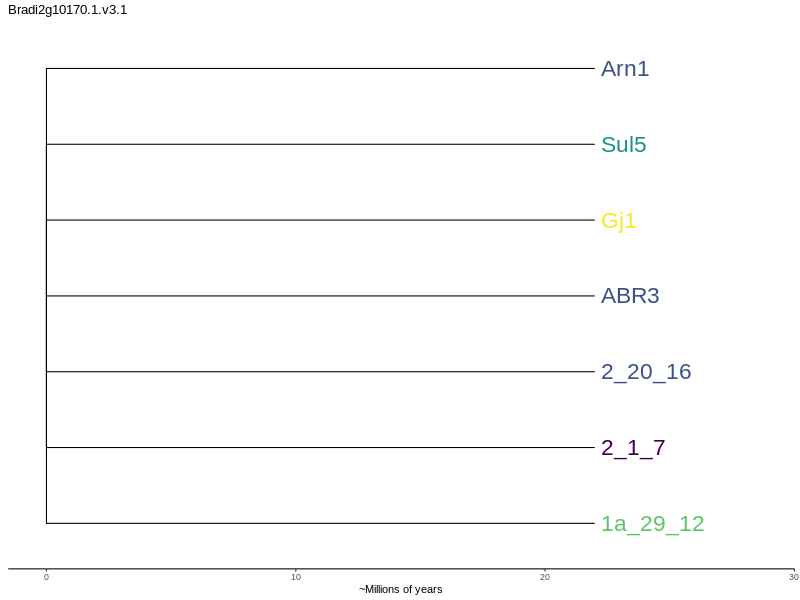 Bradi2g10170.1.v3.1
Arn1
Sul5
Gj1
ABR3
2_20_16
2_1_7
1a_29_12
0 10 20 30
~Millions of years